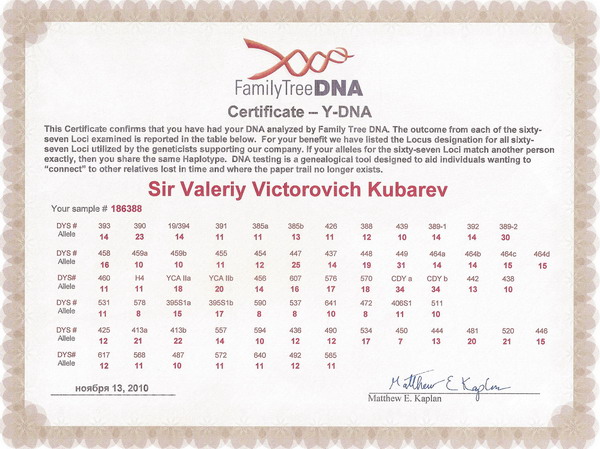 FamilyTreeDNA
Certificate -- Y-DNA
This Certificate confirms that you have had your DNA analyzed by Family Tree DNA. The outcome from each of the sixty-
seven Loci examined is reported in the table below. For your benefit we have listed the Locus designation for all sixty-
seven Loci utilized by the geneticists supporting our company. If your alleles for the sixty-seven Loci match another person
exactly, then you share the same Haplotype. DNA testing is a genealogical tool designed to aid individuals wanting to
"connect" to other relatives lost in time and where the paper trail no longer exists.
Sir Valeriy Victorovich Kubarev
Your sample # 186388
DYS # 393 390 19/394 391 385a 385b 426 388 439 389-1 392 389-2
Allele 14 23 14 11 11 13 11 12 10 14 14 30
DYS # 458 459a 459b 455 454 447 437 448 449 464a 464b 464c 464d
Allele 16 10 10 11 12 25 14 19 31 14 14 15 15
DYS# 460 H4 YCA IIa YCA IIb 456 607 576 570 CDY a CDY b 442 438
Allele 11 11 18 20 14 16 17 18 34 34 13 10
DYS # 531 578 395S1a 395S1b 590 537 641 472 406S1 511
Allele 11 8 15 17 8 8 10 8 11 10
DYS # 425 413a 413b 557 594 436 490 534 450 444 481 520 446
Allele 12 21 22 14 10 12 12 17 7 13 20 21 15
DYS# 617 568 487 572 640 492 565
Allele 12 11 10 11 11 12 11
ноября 13, 2010
Matthew E Kaplan
Matthew E. Kaplan